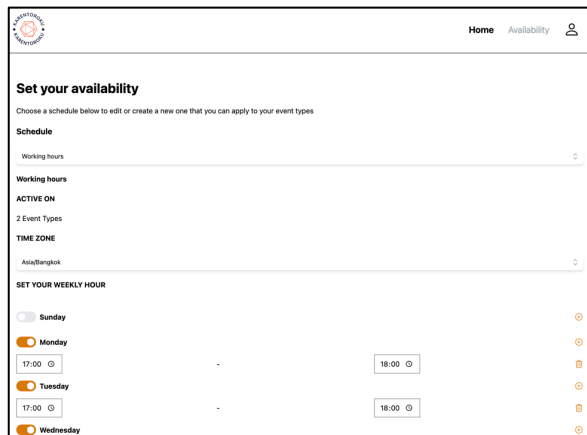 KARENTOROKU
KARENTOROKU
Home Availability
Set your availability
Choose a schedule below to edit or create a new one that you can apply to your event types
Schedule
Working hours
Working hours
ACTIVE ON
2 Event Types
TIME ZONE
Asia/Bangkok
SET YOUR WEEKLY HOUR
Sunday
Monday
17:00 - 18:00
Tuesday
17:00 - 18:00
Wednesday